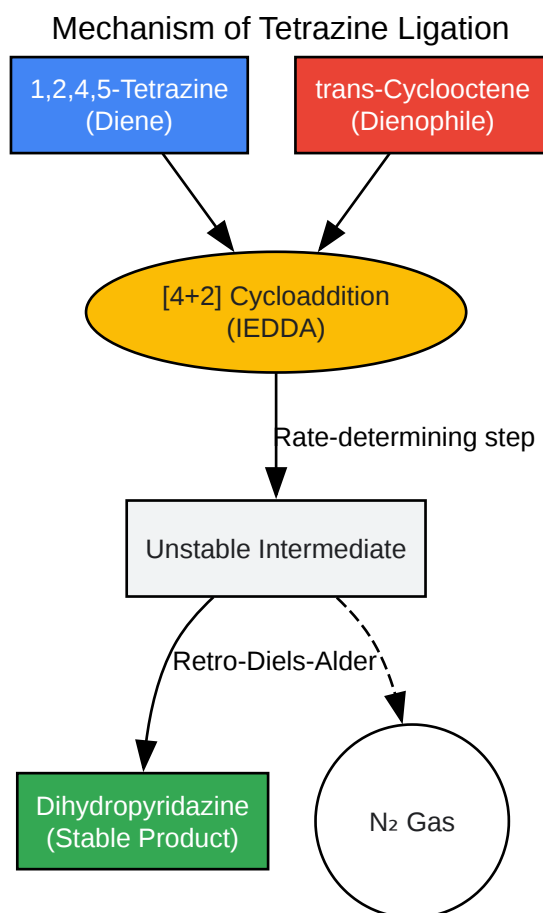 Mechanism of Tetrazine Ligation
1,2,4,5-Tetrazine
(Diene)
trans-Cyclooctene
(Dienophile)
[4+2] Cycloaddition
(IEDDA)
Rate-determining step
Unstable Intermediate
Retro-Diels-Alder
Dihydropyridazine
(Stable Product)
N₂ Gas